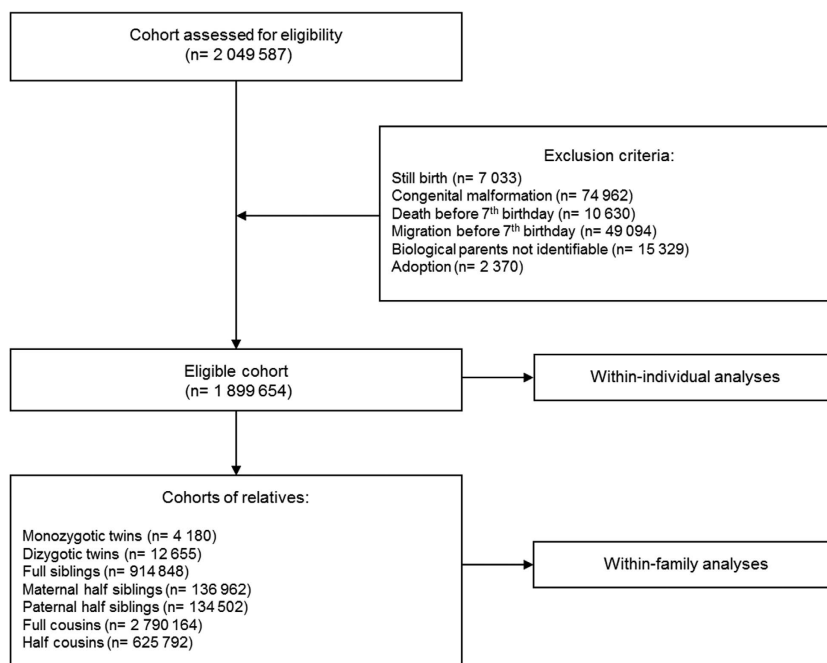 Cohort assessed for eligibility
(n= 2 049 587)
Exclusion criteria:
Still birth (n= 7 033)
Congenital malformation (n= 74 962)
Death before 7th birthday (n= 10 630)
Migration before 7th birthday (n= 49 094)
Biological parents not identifiable (n= 15 329)
Adoption (n= 2 370)
Eligible cohort
(n= 1 899 654)
Within-individual analyses
Cohorts of relatives:
Monozygotic twins (n= 4 180)
Dizygotic twins (n= 12 655)
Full siblings (n= 914 848)
Maternal half siblings (n= 136 962)
Paternal half siblings (n= 134 502)
Full cousins (n= 2 790 164)
Half cousins (n= 625 792)
Within-family analyses